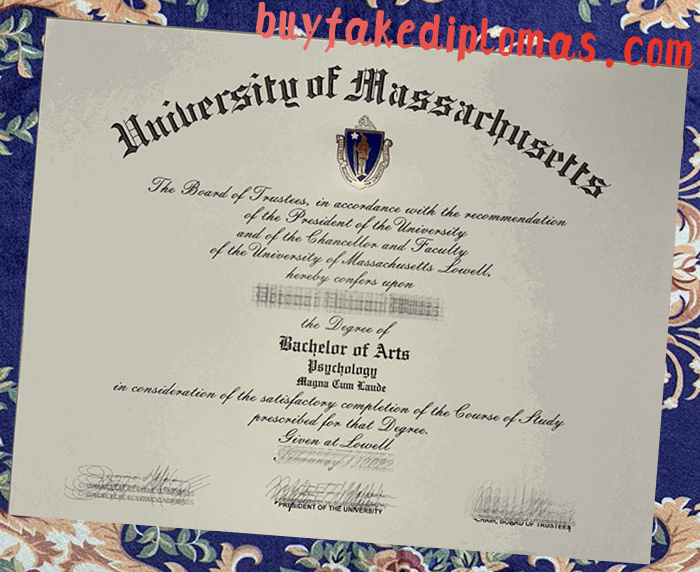 buyfakediplomas.com
University of Massachusetts
The Board of Trustees, in accordance with the recommendation
of the President of the University
and of the Chancellor and Faculty
of the University of Massachusetts Lowell,
hereby confers upon
the Degree of
Bachelor of Arts
Psychology
Magna Cum Laude
in consideration of the satisfactory completion of the Course of Study
prescribed for that Degree.
Given at Lowell
PRESIDENT OF THE UNIVERSITY
CHAIR, BOARD OF TRUSTEES